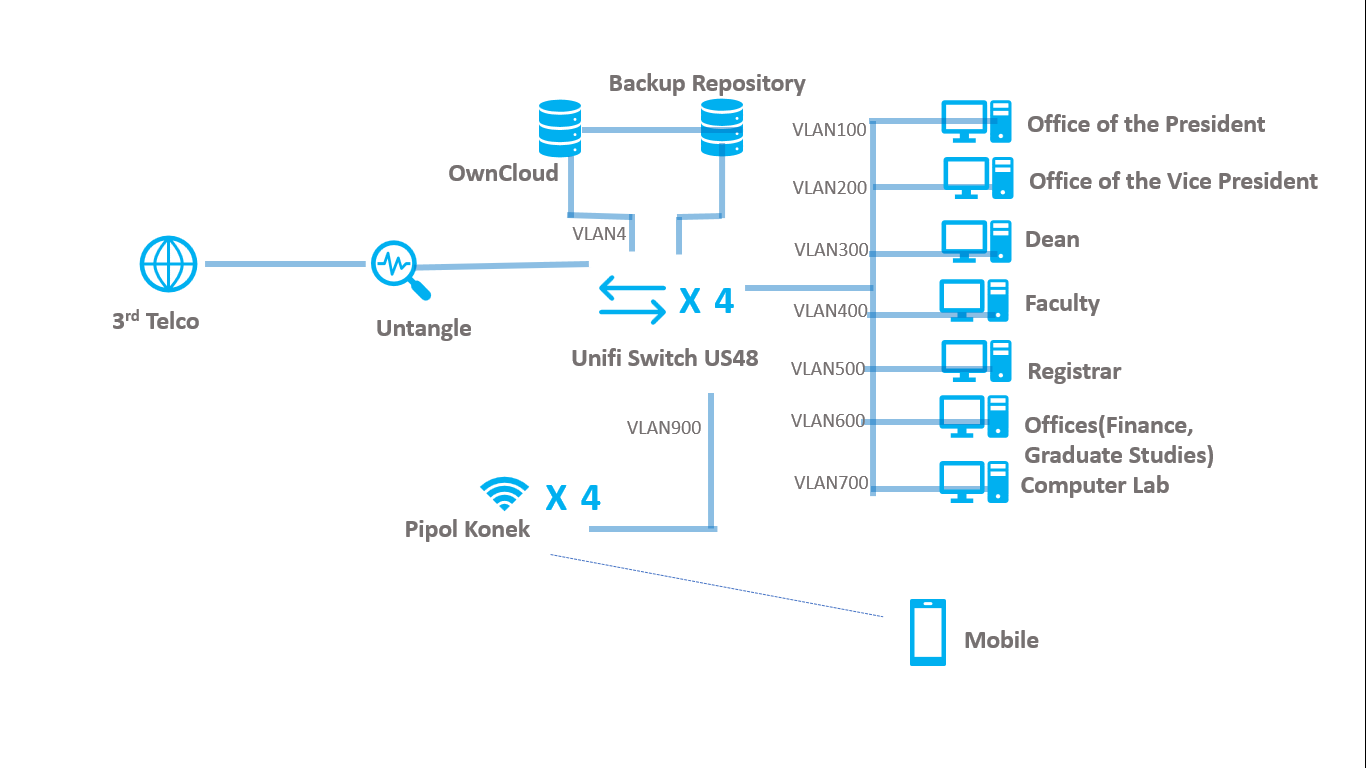 Backup Repository
OwnCloud
VLAN4
3rd Telco
Untangle
X 4
Unifi Switch US48
VLAN900
X 4
Pipol Konek
Mobile
VLAN100
Office of the President
VLAN200
Office of the Vice President
VLAN300
Dean
VLAN400
Faculty
VLAN500
Registrar
VLAN600
Offices(Finance,
Graduate Studies)
VLAN700
Computer Lab